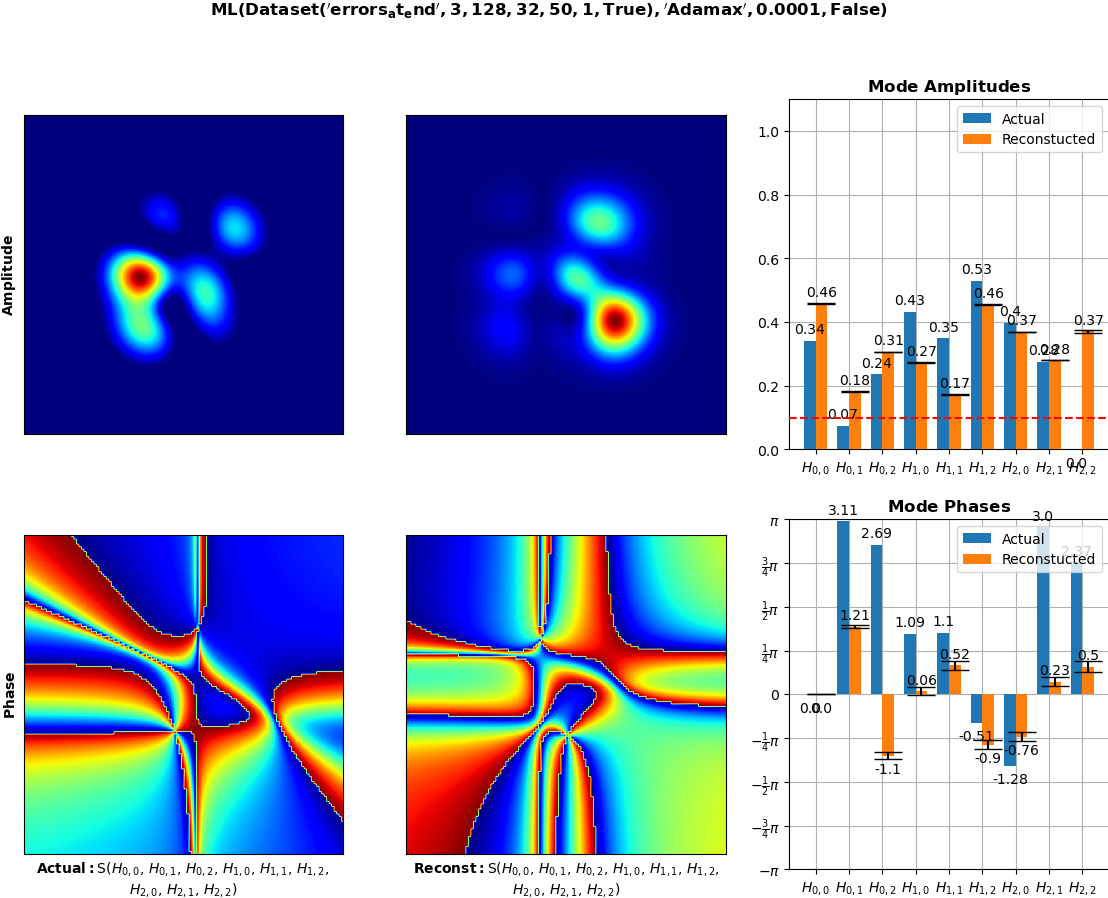 ML(Dataset('errors_at_end', 3, 128, 32, 50, 1, True), 'Adamax', 0.0001, False)
Amplitude
Mode Amplitudes
Actual
Reconstucted
1.0
0.8
0.6
0.4
0.2
0.0
0.34
0.46
0.07
0.18
0.24
0.31
0.43
0.27
0.35
0.17
0.53
0.46
0.4
0.37
0.28
0.28
0.0
0.37
H0,0 H0,1 H0,2 H1,0 H1,1 H1,2 H2,0 H2,1 H2,2
Phase
Actual: S(H0,0, H0,1, H0,2, H1,0, H1,1, H1,2,
H2,0, H2,1, H2,2)
Reconst: S(H0,0, H0,1, H0,2, H1,0, H1,1, H1,2,
H2,0, H2,1, H2,2)
Mode Phases
Actual
Reconstucted
π
3/4π
1/2π
1/4π
0
−1/4π
−1/2π
−3/4π
−π
0.0
0.0
3.11
1.21
2.69
-1.1
1.09
0.06
1.1
0.52
-0.51
-0.9
-1.28
-0.76
3.0
0.23
2.37
0.5
H0,0 H0,1 H0,2 H1,0 H1,1 H1,2 H2,0 H2,1 H2,2